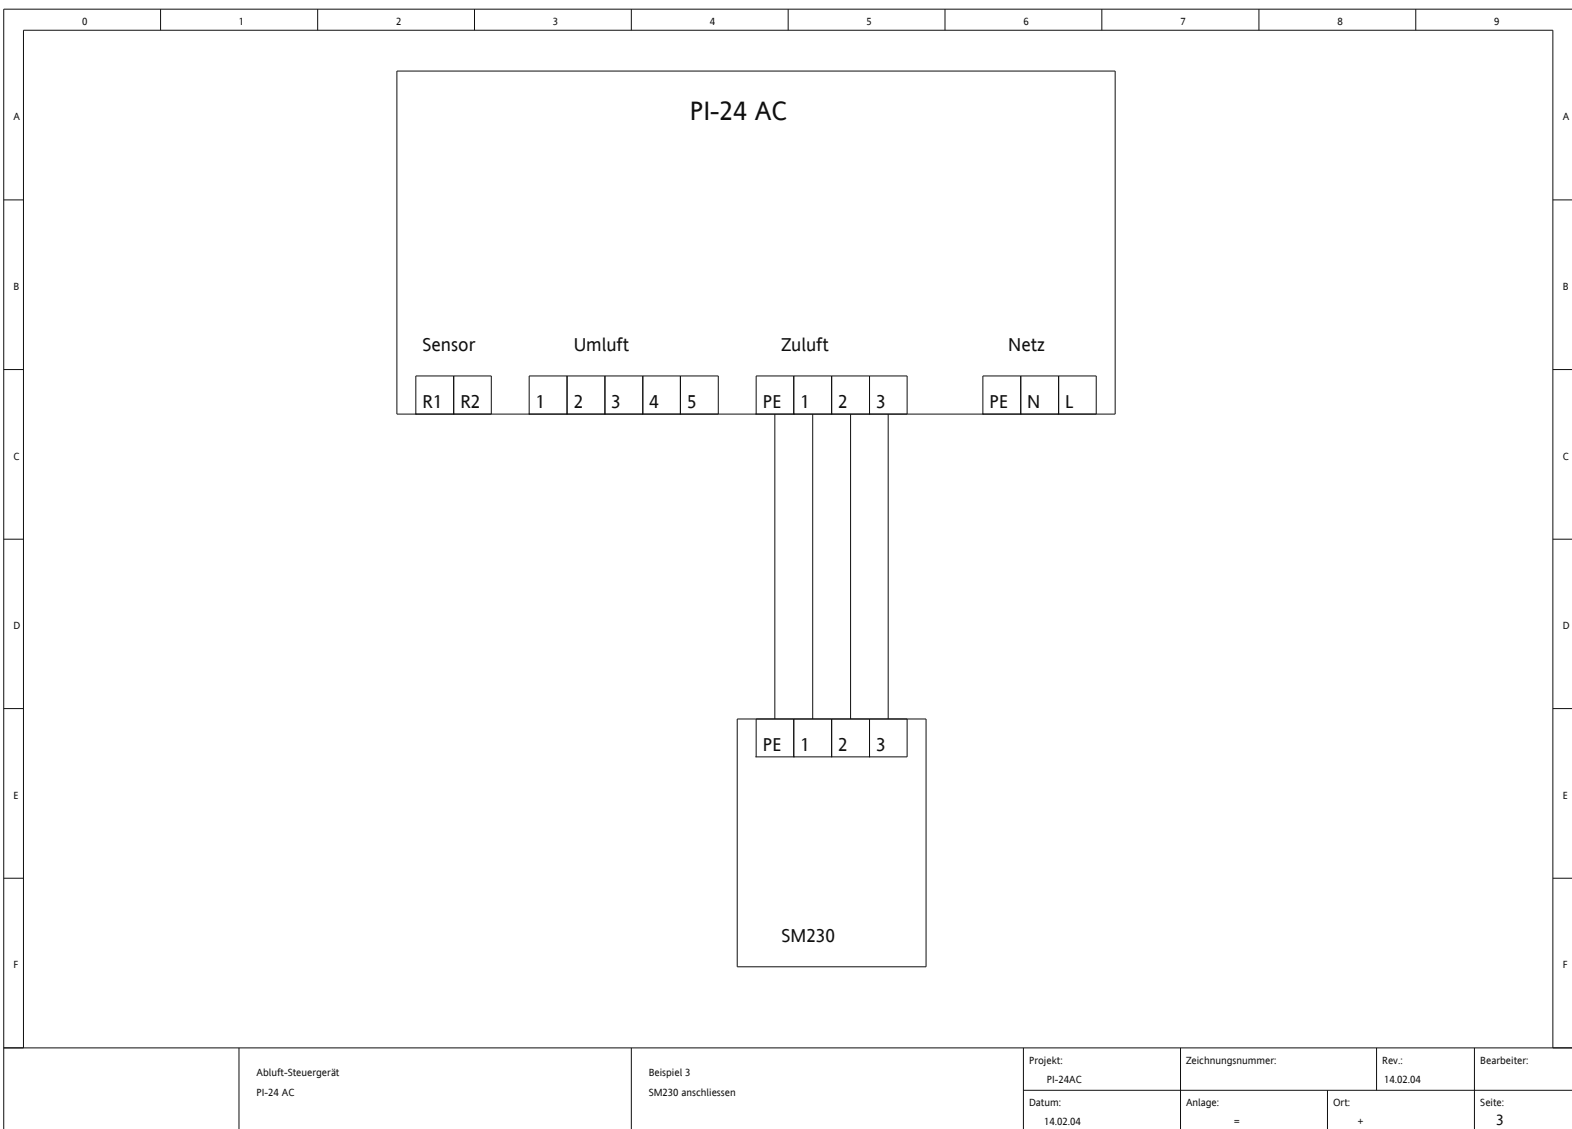 0 1 2 3 4 5 6 7 8 9
PI-24 AC
A A
B B
Sensor Umluft Zuluft Netz
R1 R2 1 2 3 4 5 PE 1 2 3 PE N L
C C
D D
PE 1 2 3
E E
SM230
F F
Abluft-Steuergerät
PI-24 AC
Beispiel 3
SM230 anschliessen
Projekt: Zeichnungsnummer: Rev.: Bearbeiter:
PI-24AC 14.02.04
Datum: Anlage: Ort: Seite:
14.02.04 = + 3